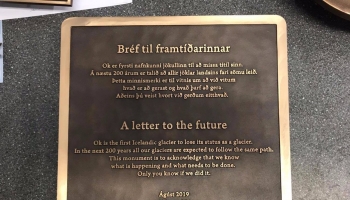 Bréf til framtíðarinnar
Ok er fyrsti nafnkunni jökullinn til að missa titil sinn.
Á næstu 200 árum er talið að allir jöklar landsins fari sömu leið.
Þetta minnismerki er til vitnis um að við vitum
hvað er að gerast og hvað þarf að gera.
Aðeins þú veist hvort við gerðum eitthvað.
A letter to the future
Ok is the first Icelandic glacier to lose its status as a glacier.
In the next 200 years all our glaciers are expected to follow the same path.
This monument is to acknowledge that we know
what is happening and what needs to be done.
Only you know if we did it.
Ágúst 2019